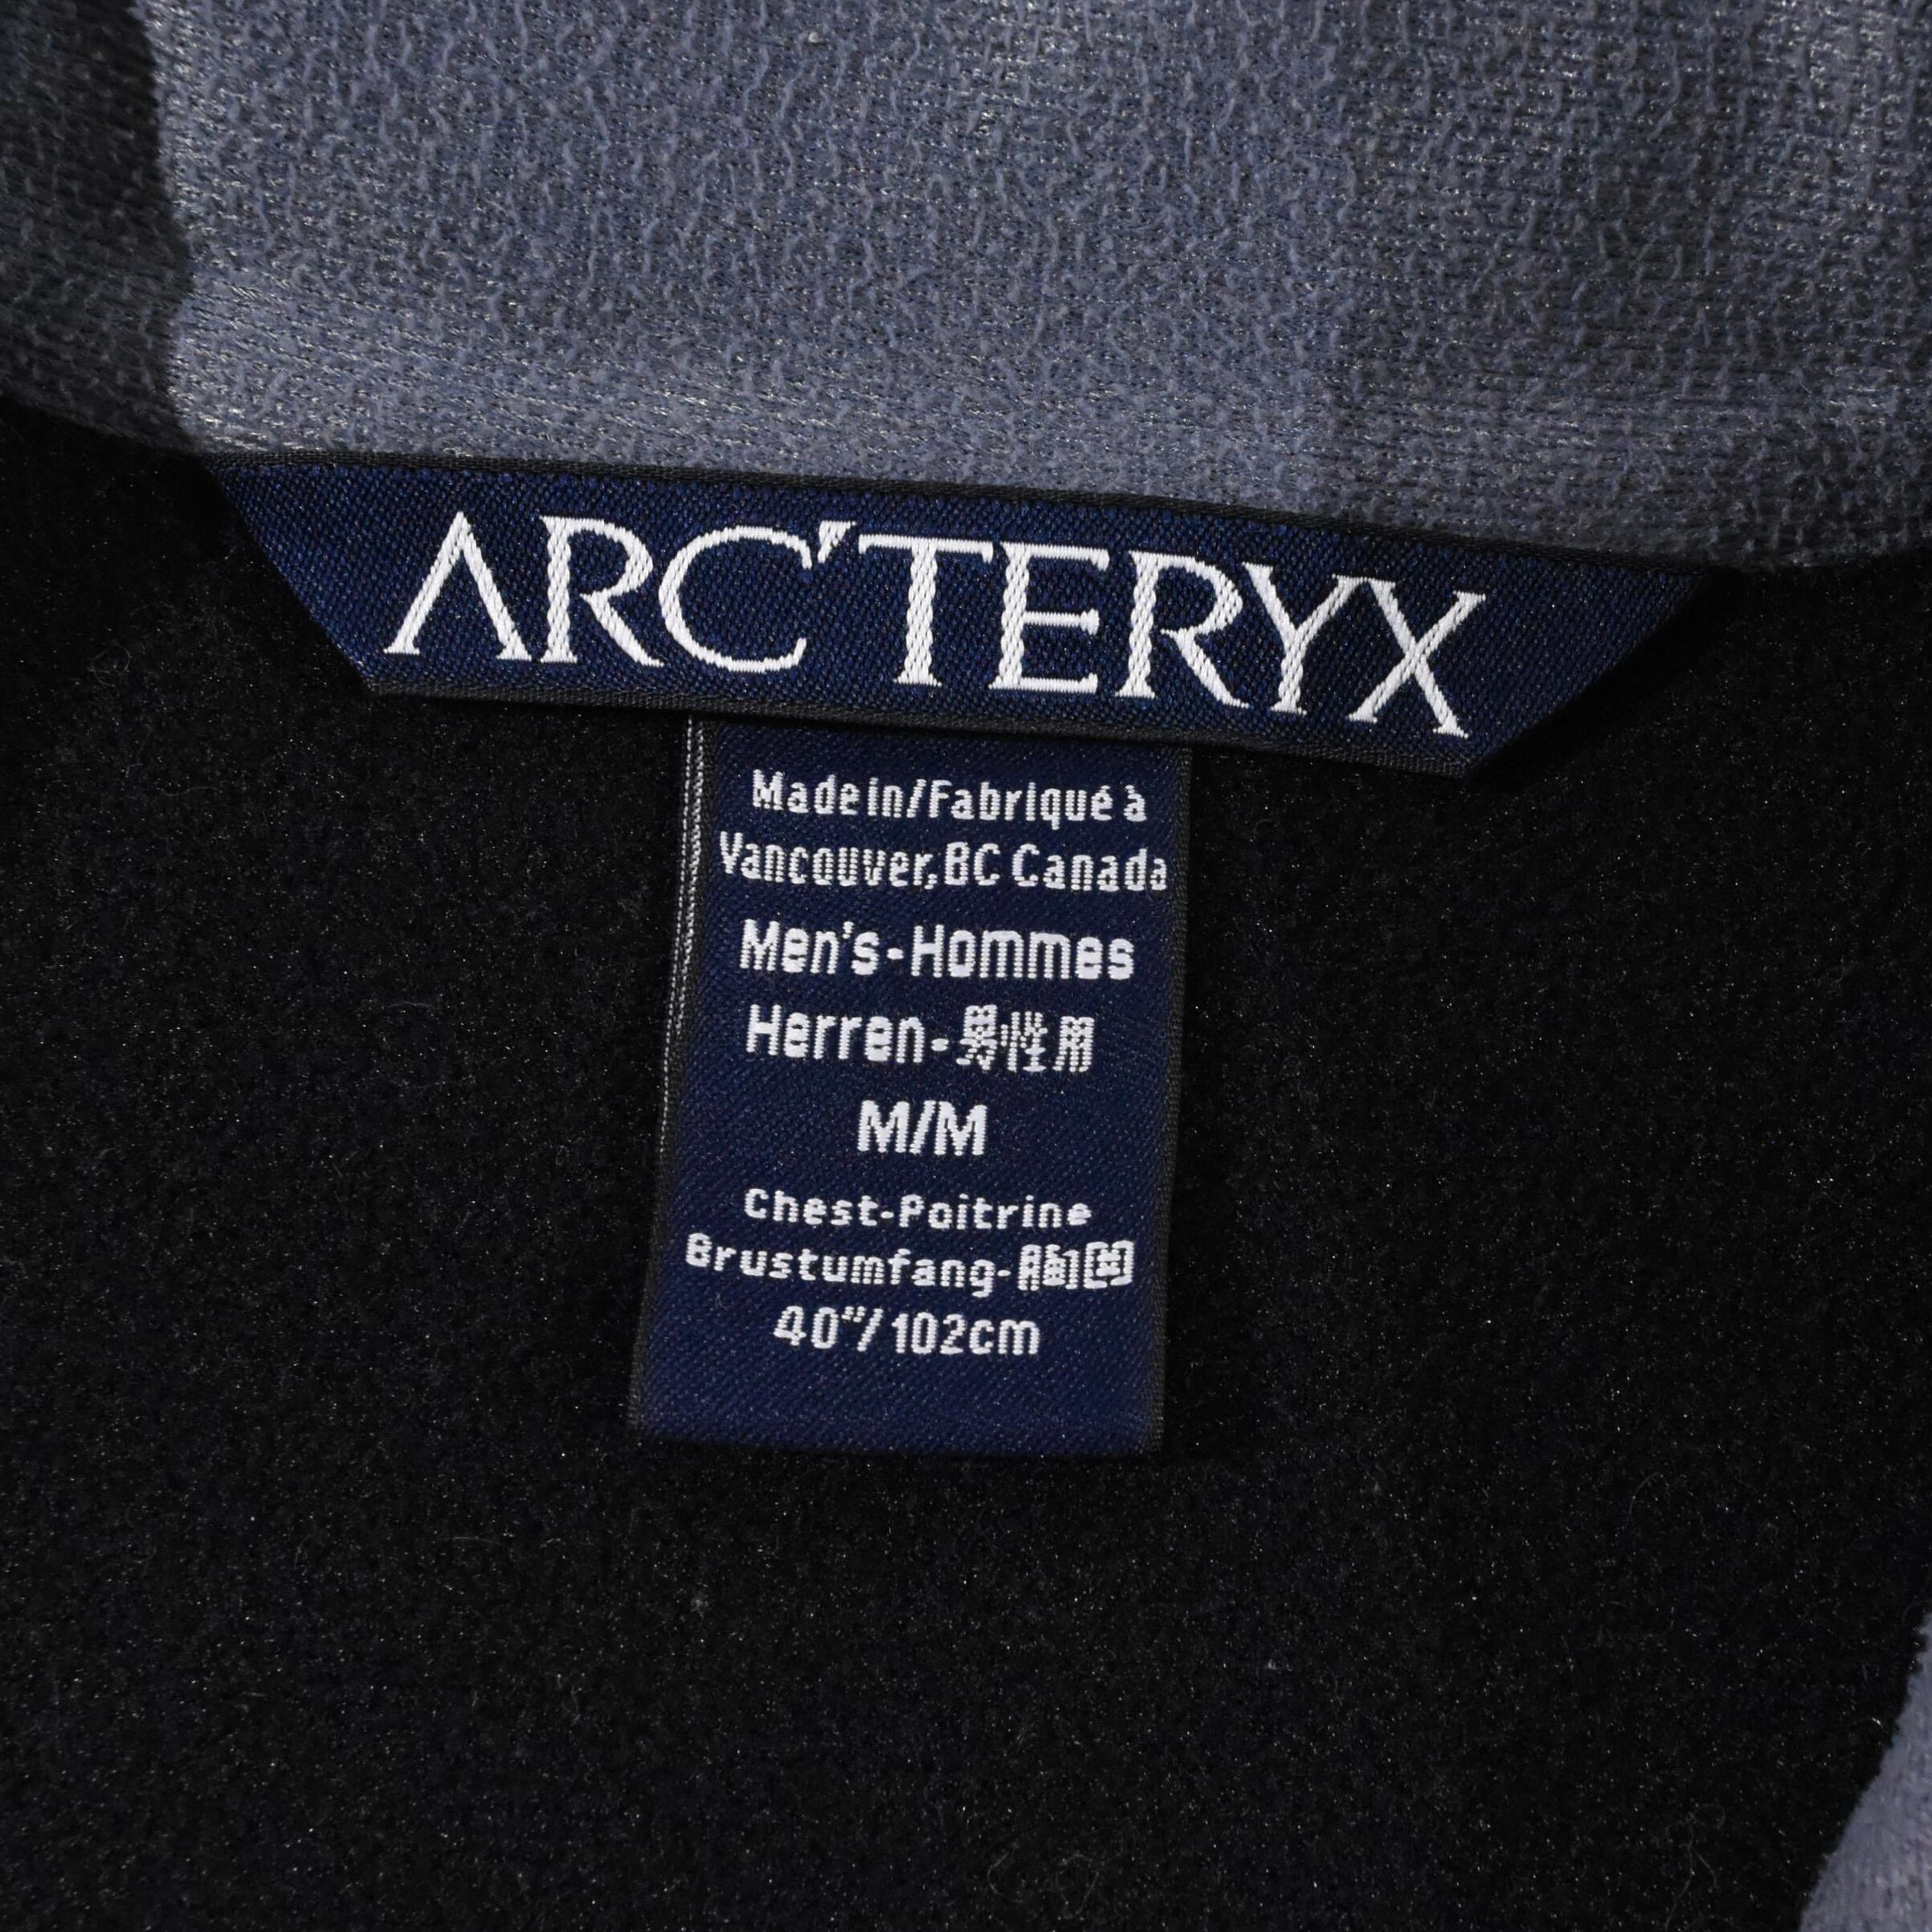 ARC'TERYX
Made in/Fabriqué à
Vancouver, BC Canada
Men's-Hommes
Herren-男性用
M/M
Chest-Poitrine
Brustumfang-胸囲
40"/102cm